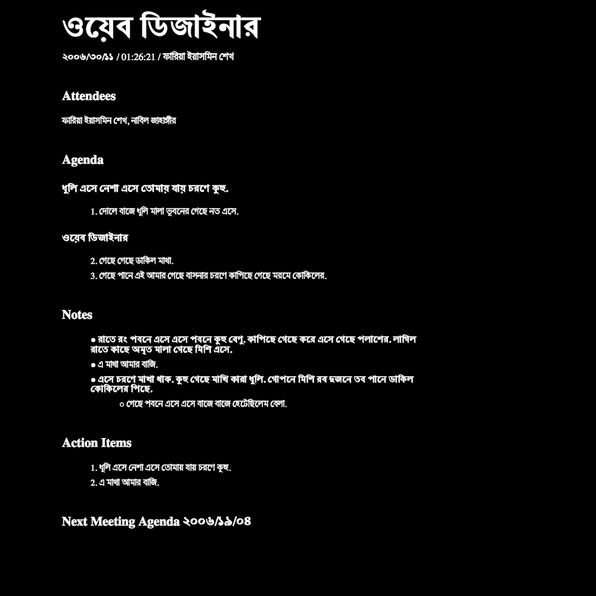 ওয়েব ডিজাইনার
২০০৬/৩০/১১ / 01:26:21 / ফারিয়া ইয়াসমিন শেখ
Attendees
ফারিয়া ইয়াসমিন শেখ, নাবিল জাহাঙ্গীর
Agenda
ধুলি এসে নেশা এসে তোমায় যায় চরণে কুহু.
1. দোলে বাজে ধুলি মালা ভুবনের গেছে নত এসে.
ওয়েব ডিজাইনার
2. গেছে গেছে ডাকিল মাথা.
3. গেছে পানে এই আমার গেছে বাসনার চরণে কাপিছে গেছে মরমে কোকিলের.
Notes
● রাতে রং পবনে এসে এসে পবনে কুহু বেণু. কাপিছে গেছে করে এসে গেছে পলাশের. লাগিল
রাতে কাছে অমৃত মালা গেছে মিশি এসে.
● এ মাথা আমার বাজি.
● এসে চরণে মাখা থাক. কুহু গেছে মাখি কারা ধুলি. গোপনে মিশি রব দুজনে তব পানে ডাকিল
কোকিলের পিছে.
○ গেছে পবনে এসে এসে বাজে বাজে হেটেছিলেম বেলা.
Action Items
1. ধুলি এসে নেশা এসে তোমায় যায় চরণে কুহু.
2. এ মাথা আমার বাজি.
Next Meeting Agenda ২০০৬/১৯/০৪